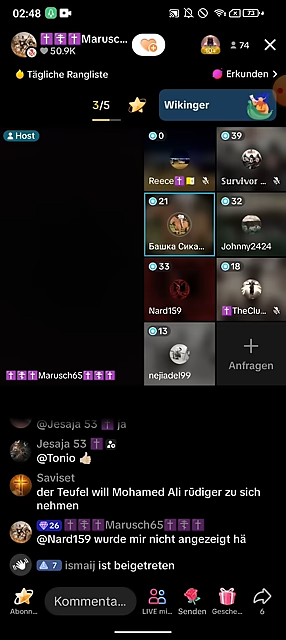 02:48
73
✝️☦️✝️Marusc...
50.9K
74
Tägliche Rangliste
Erkunden >
3/5
Wikinger
Host
0
39
Reece✝️
Survivor ...
21
32
Башка Сика...
Johnny2424
33
18
Nard159
✝️TheClu...
13
nejiadel99
Anfragen
✝️☦️✝️Marusch65✝️☦️✝️
@Jesaja 53 ✝️ ja
Jesaja 53 ✝️
@Tonio 👍🏻
Saviset
der Teufel will Mohamed Ali rüdiger zu sich
nehmen
26 ✝️☦️✝️Marusch65✝️☦️✝️
@Nard159 wurde mir nicht angezeigt hä
7 ismaij ist beigetreten
Kommenta...
Abonn...
LIVE mi...
Senden
Gesche...
6